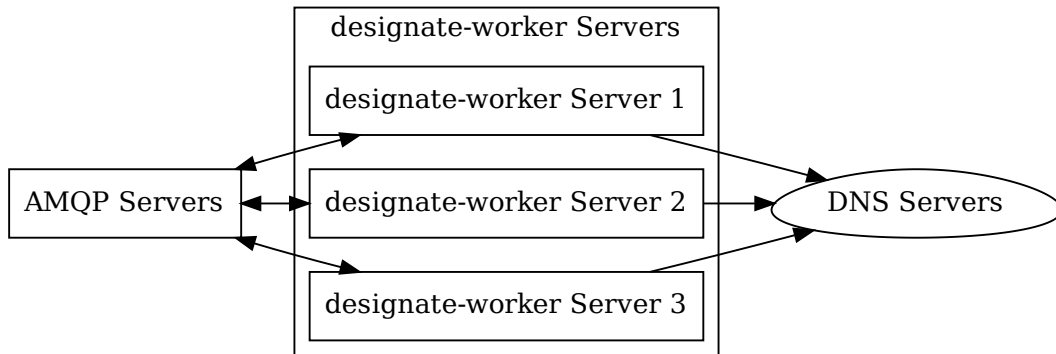 designate-worker Servers
designate-worker Server 1
AMQP Servers
designate-worker Server 2
DNS Servers
designate-worker Server 3